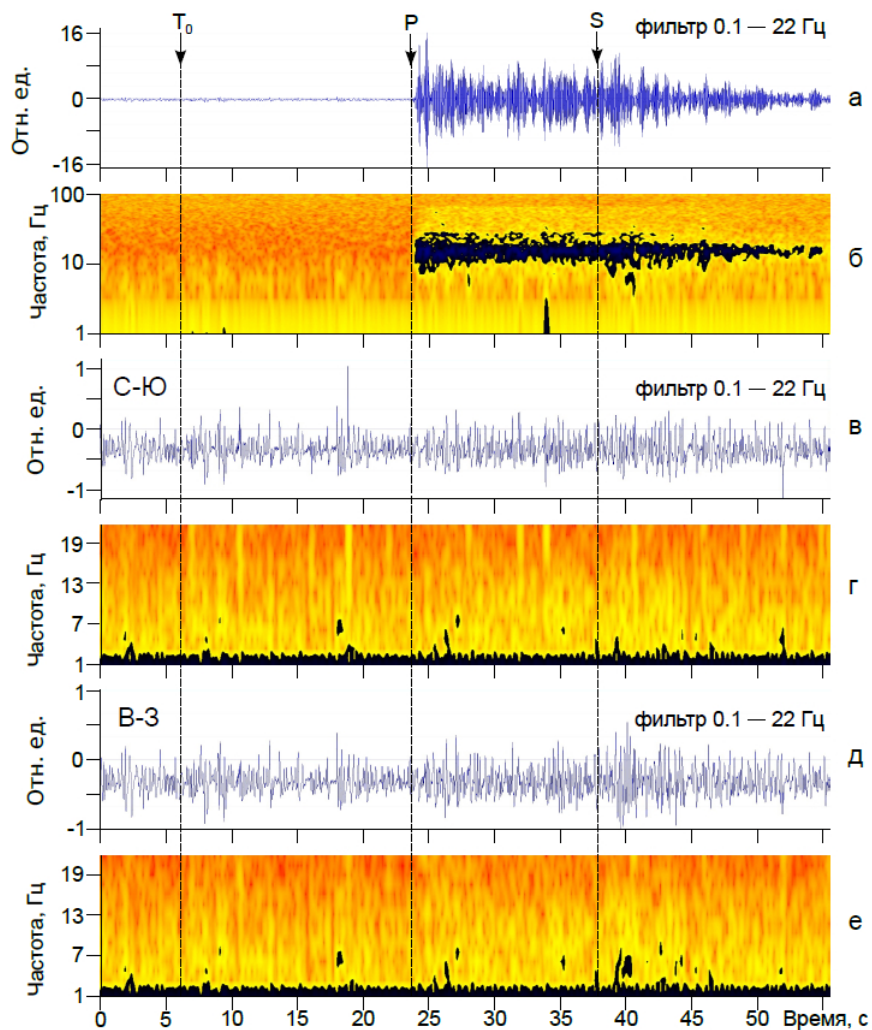 T0 P S
фильтр 0.1 — 22 Гц
Отн. ед.
16
0
-16
а
Частота, Гц
100
10
1
б
С-Ю
фильтр 0.1 — 22 Гц
Отн. ед.
1
0
-1
в
Частота, Гц
19
13
7
1
г
В-З
фильтр 0.1 — 22 Гц
Отн. ед.
1
0
-1
д
Частота, Гц
19
13
7
1
е
0 5 10 15 20 25 30 35 40 45 50 Время, с